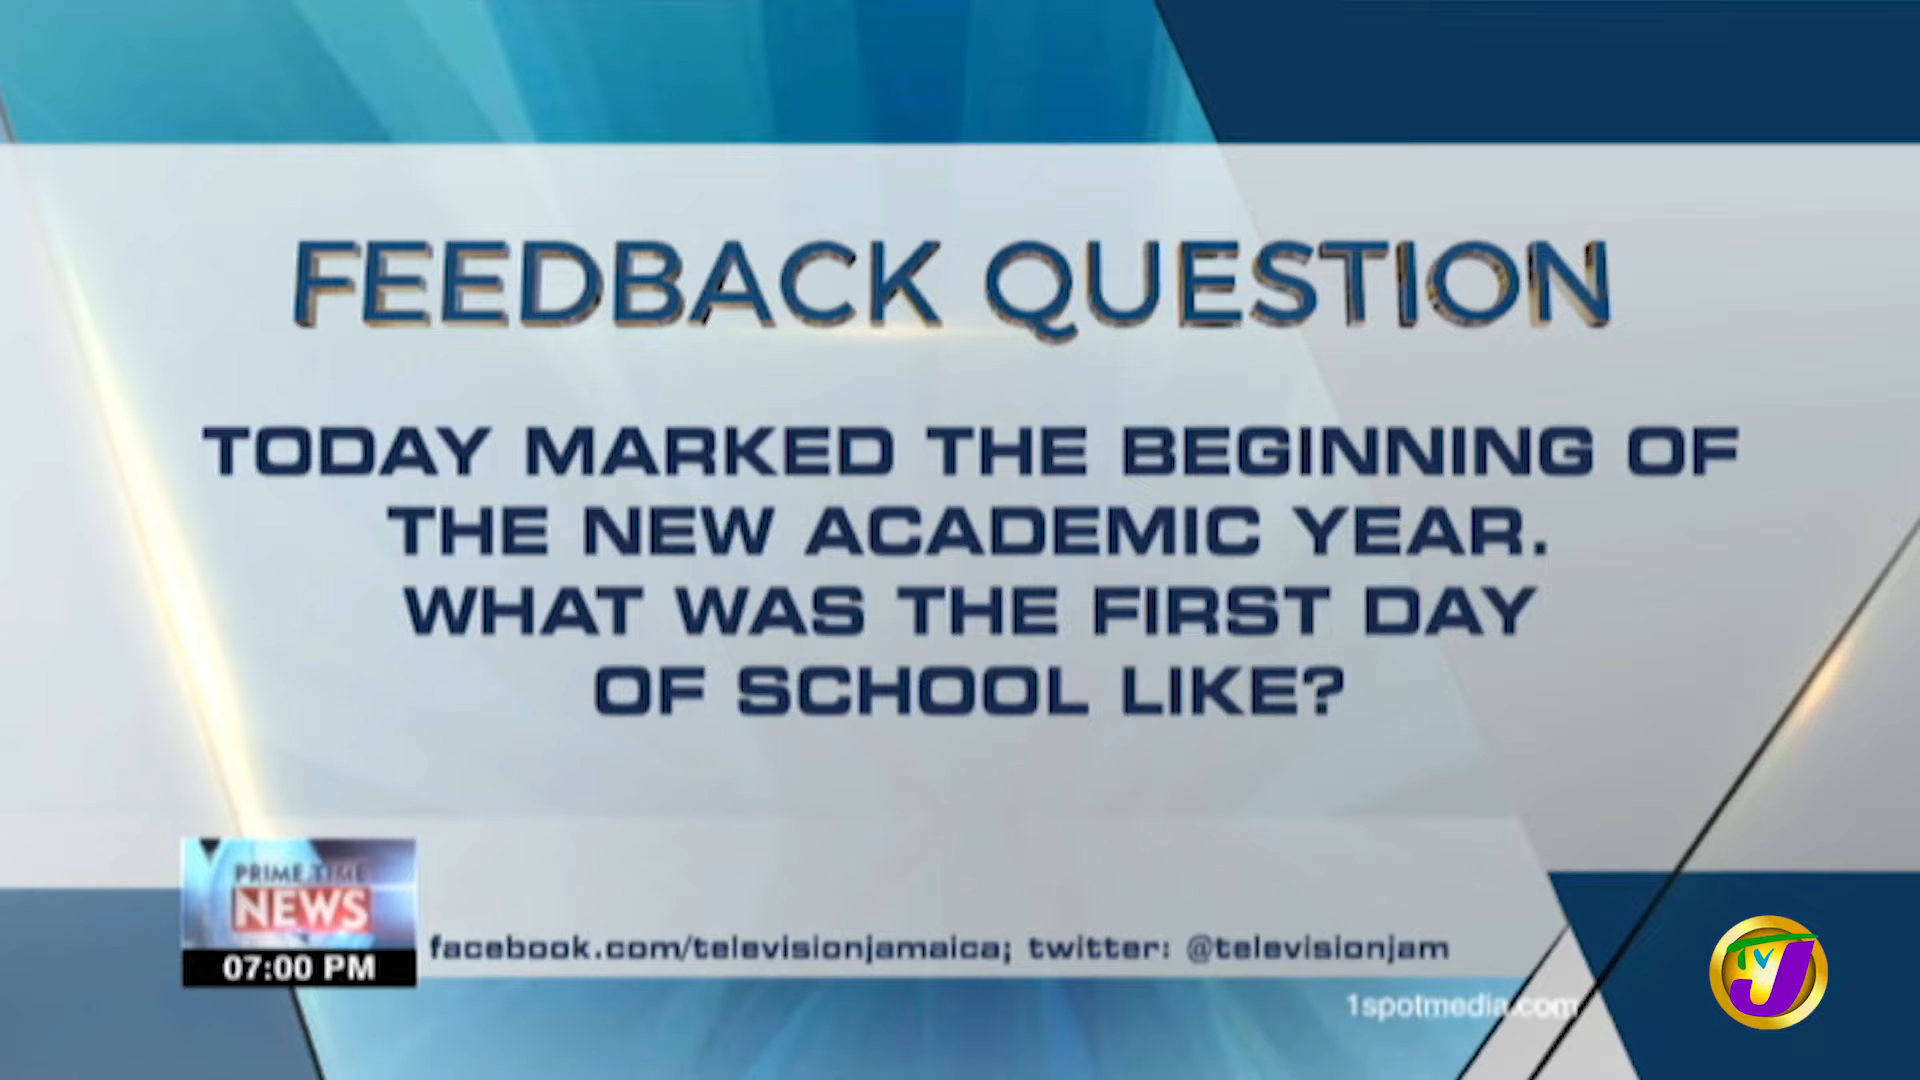 FEEDBACK QUESTION
TODAY MARKED THE BEGINNING OF
THE NEW ACADEMIC YEAR.
WHAT WAS THE FIRST DAY
OF SCHOOL LIKE?
PRIME TIME
NEWS
07:00 PM
facebook.com/televisionjamaica; twitter: @televisionjam
1spotmedia.com
TVJ